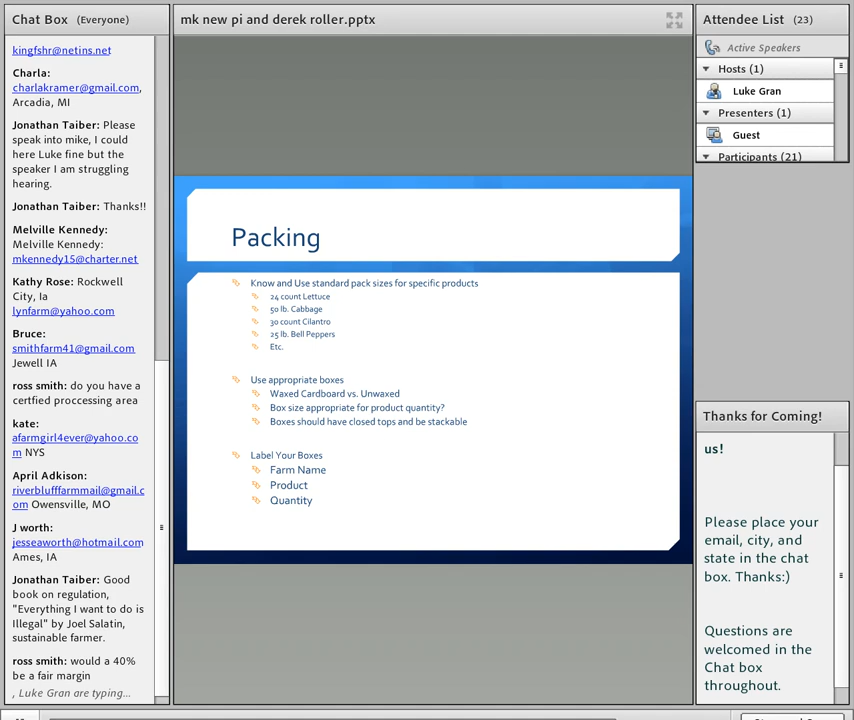 Chat Box (Everyone)
kingfshr@netins.net
Charla:
charlakramer@gmail.com,
Arcadia, MI
Jonathan Taiber: Please
speak into mike, I could
here Luke fine but the
speaker I am struggling
hearing.
Jonathan Taiber: Thanks!!
Melville Kennedy:
Melville Kennedy:
mkennedy15@charter.net
Kathy Rose: Rockwell
City, Ia
lynfarm@yahoo.com
Bruce:
smithfarm41@gmail.com
Jewell IA
ross smith: do you have a
certfied proccessing area
kate:
afarmgirl4ever@yahoo.co
m NYS
April Adkison:
riverblufffarmmail@gmail.c
om Owensville, MO
J worth:
jesseaworth@hotmail.com
Ames, IA
Jonathan Taiber: Good
book on regulation,
"Everything I want to do is
Illegal" by Joel Salatin,
sustainable farmer.
ross smith: would a 40%
be a fair margin
, Luke Gran are typing...
mk new pi and derek roller.pptx
Packing
Know and Use standard pack sizes for specific products
24 count Lettuce
50 lb. Cabbage
30 count Cilantro
25 lb. Bell Peppers
Etc.
Use appropriate boxes
Waxed Cardboard vs. Unwaxed
Box size appropriate for product quantity?
Boxes should have closed tops and be stackable
Label Your Boxes
Farm Name
Product
Quantity
Attendee List (23)
Active Speakers
Hosts (1)
Luke Gran
Presenters (1)
Guest
Participants (21)
Thanks for Coming!
us!
Please place your
email, city, and
state in the chat
box. Thanks:)
Questions are
welcomed in the
Chat box
throughout.